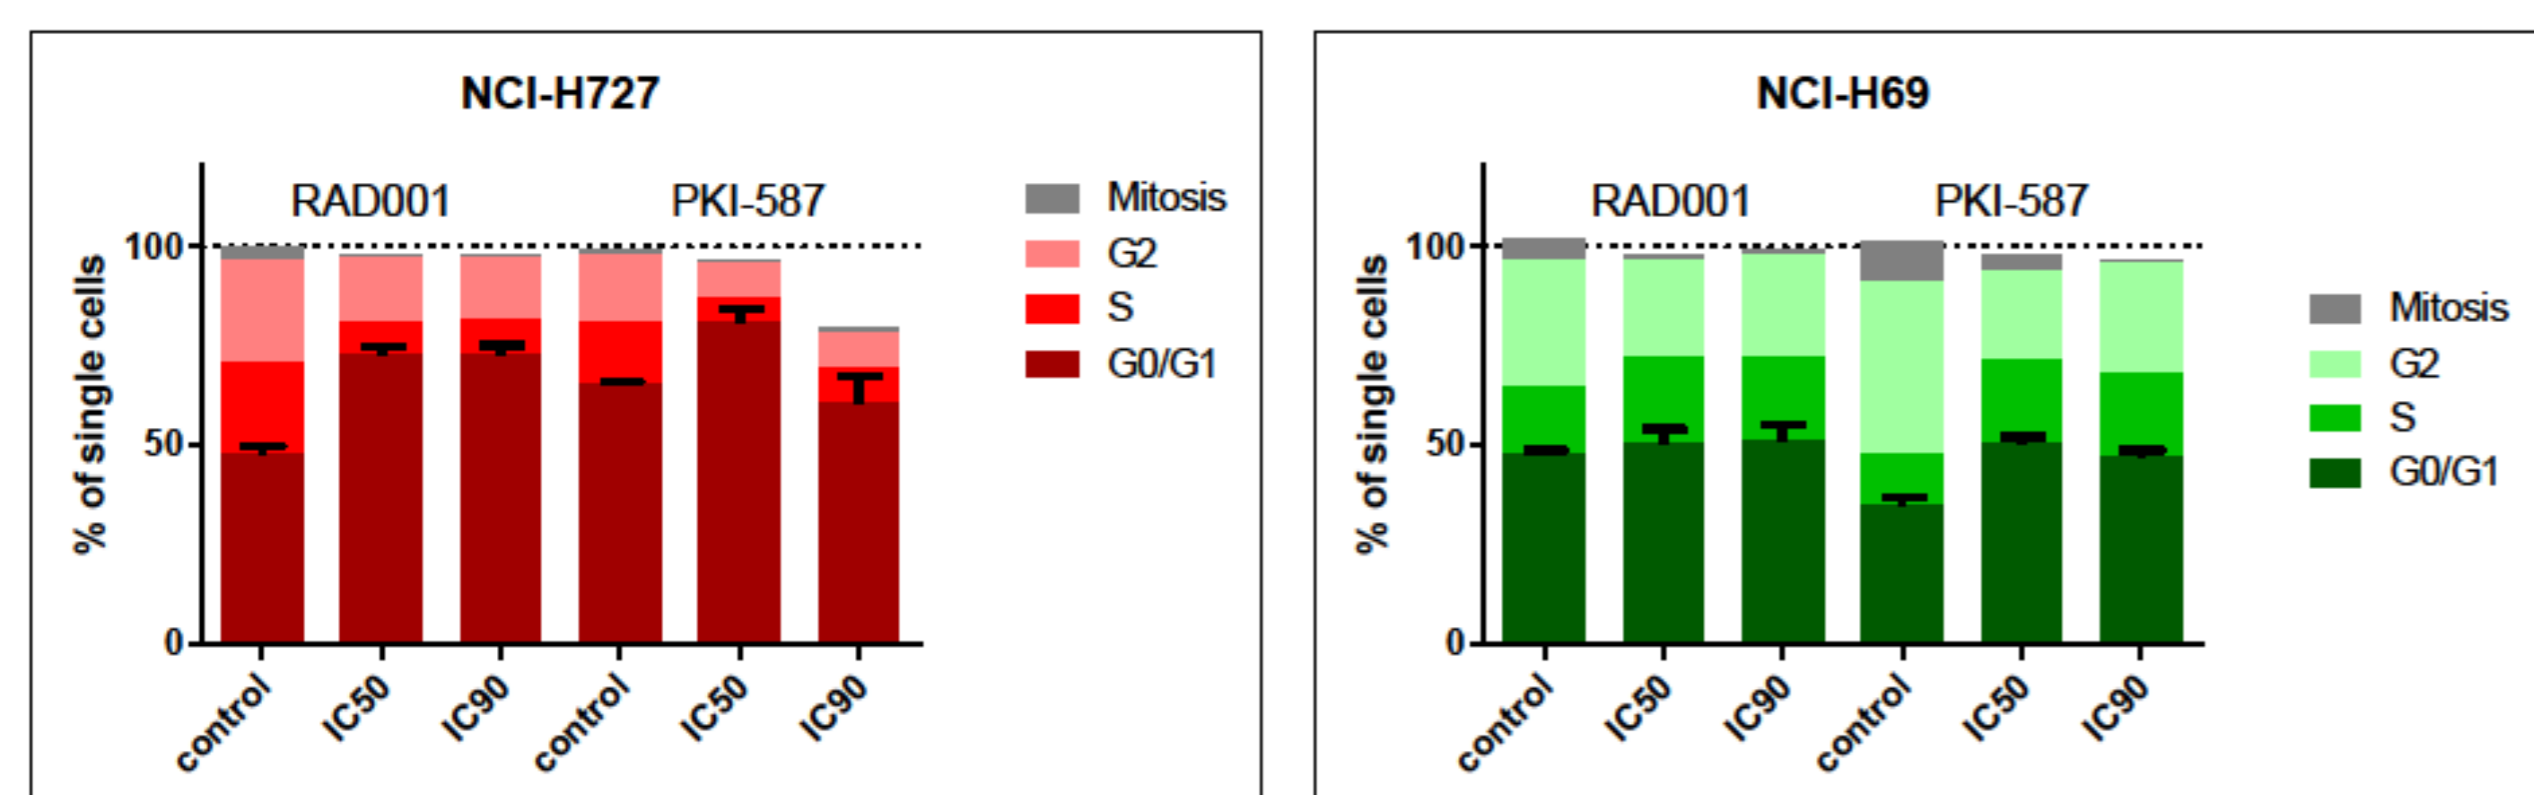 NCI-H727
RAD001 PKI-587
% of single cells
100
50
0
control IC50 IC90 control IC50 IC90
Mitosis
G2
S
G0/G1
NCI-H69
RAD001 PKI-587
% of single cells
100
50
0
control IC50 IC90 control IC50 IC90
Mitosis
G2
S
G0/G1